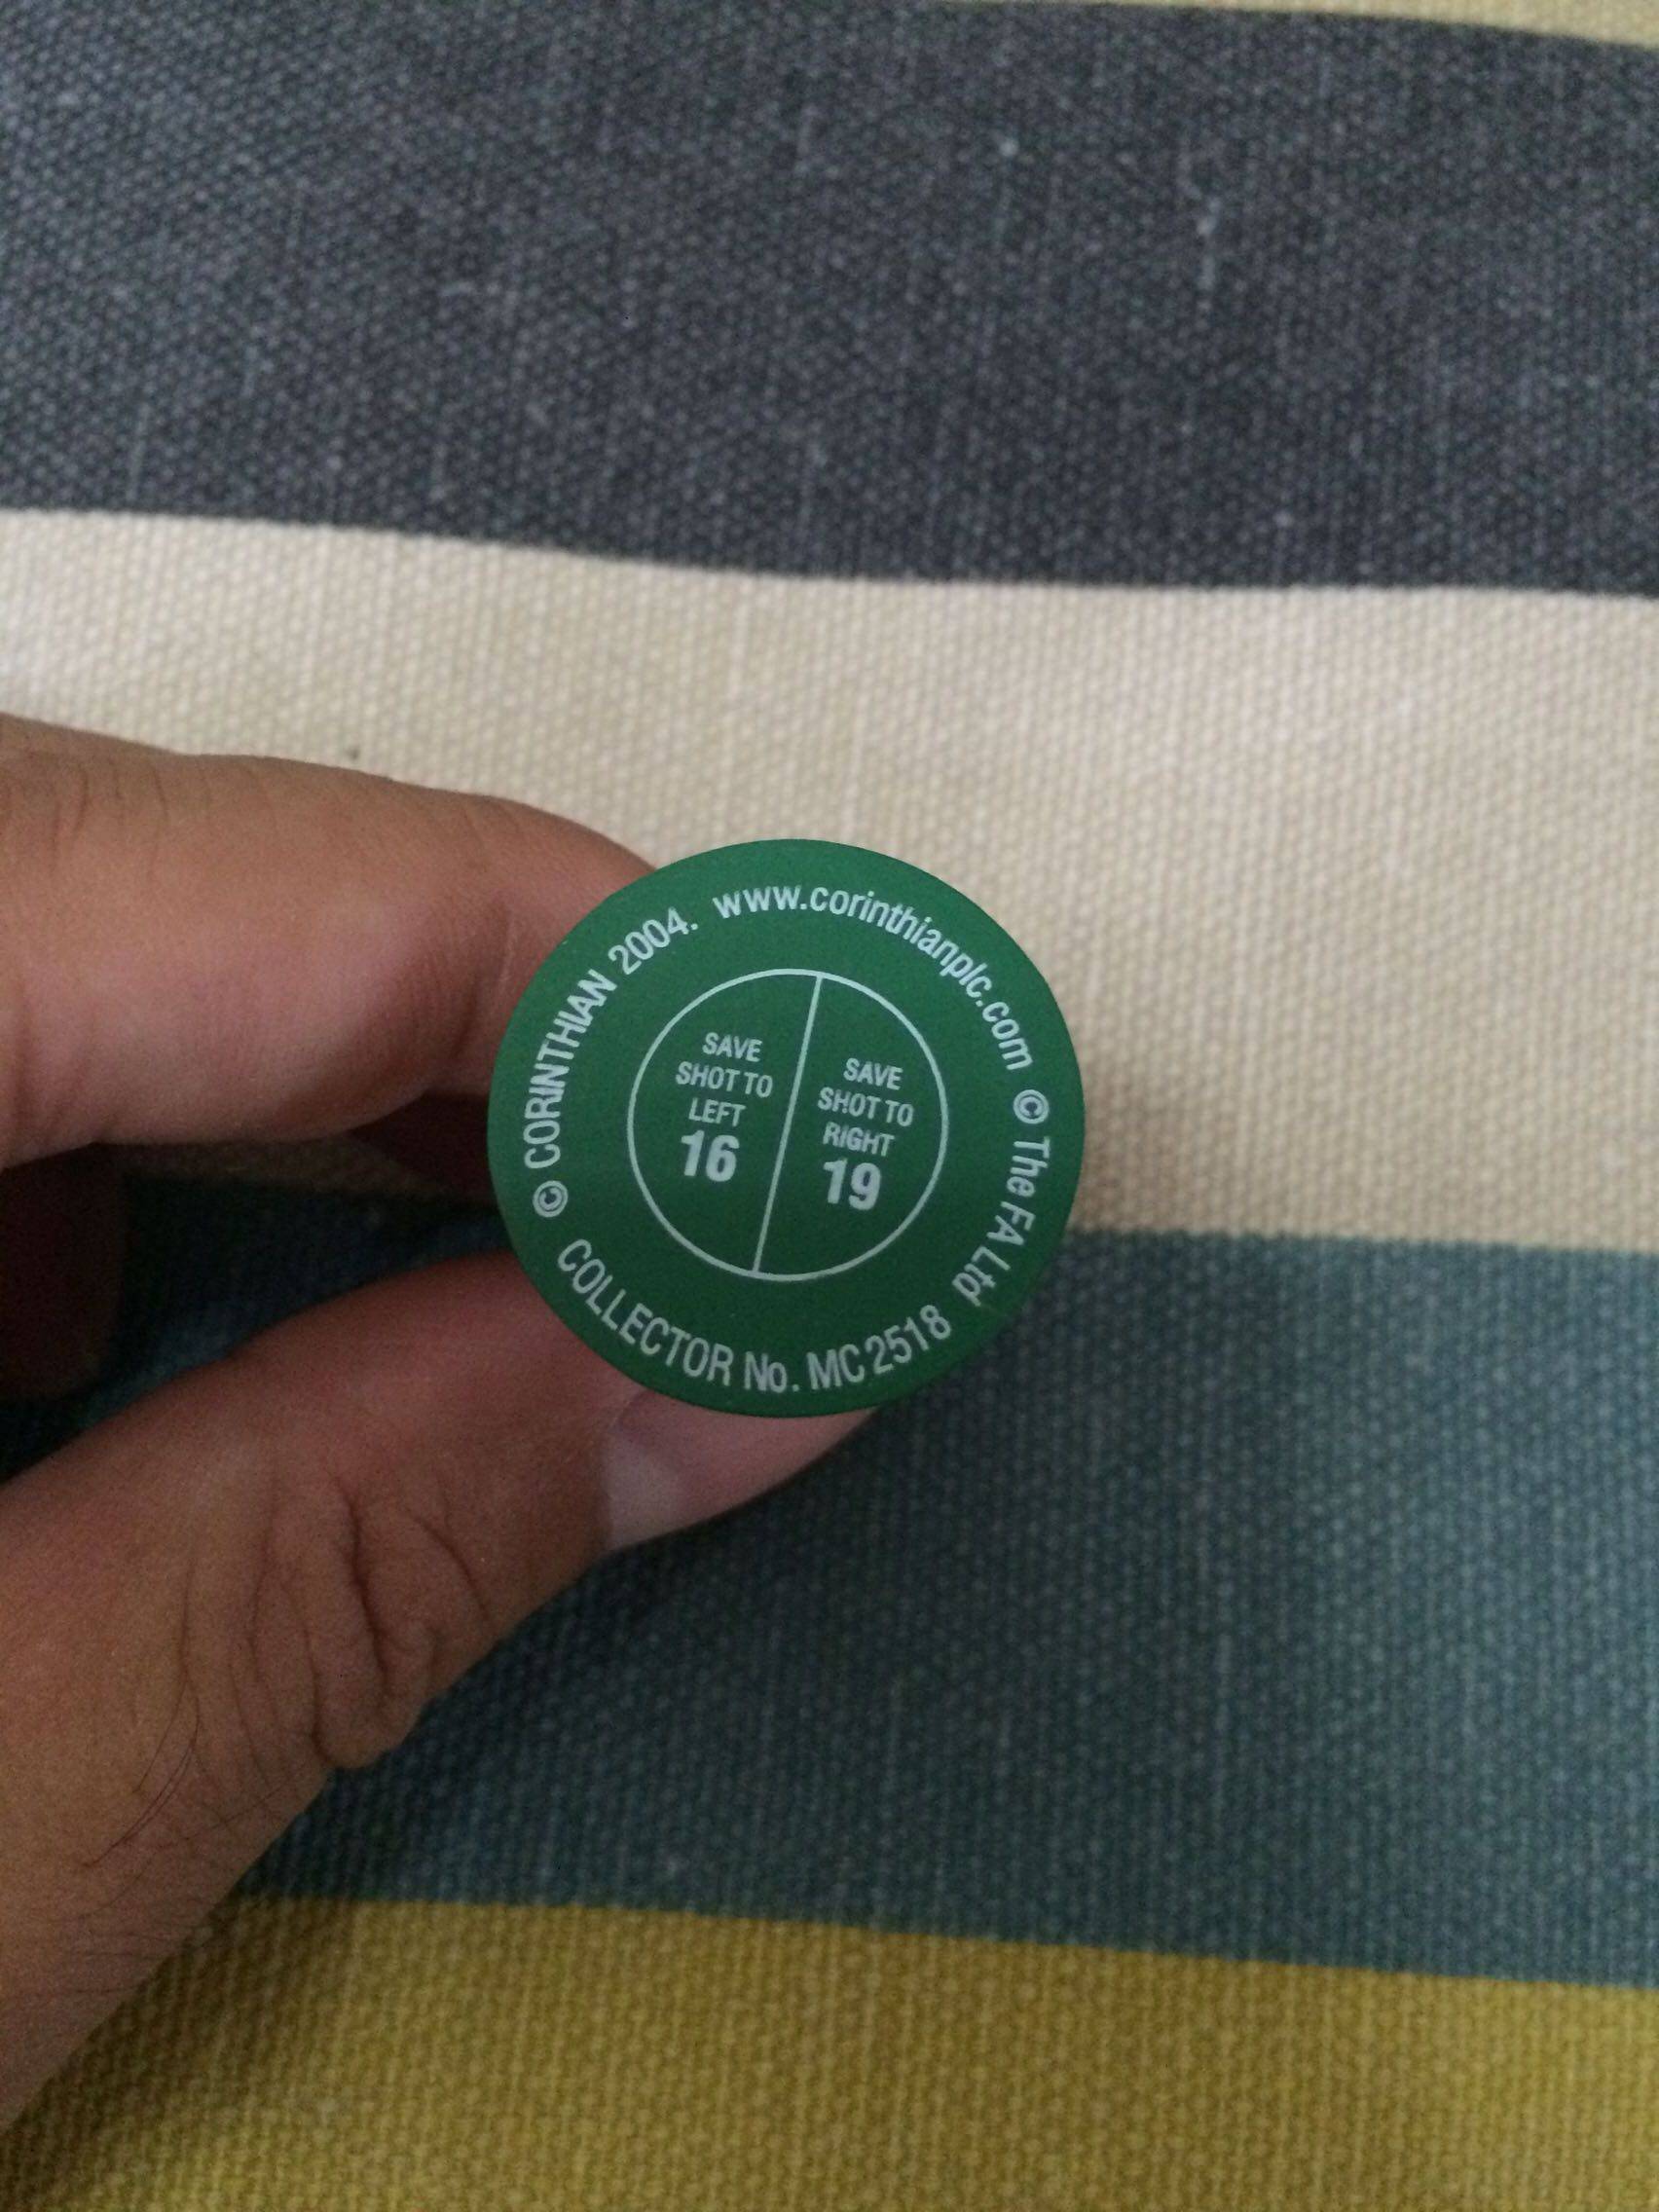 © CORINTHIAN 2004. www.corinthianplc.com © The FA Ltd
SAVE
SHOT TO
LEFT
16
SAVE
SHOT TO
RIGHT
19
COLLECTOR No. MC2518